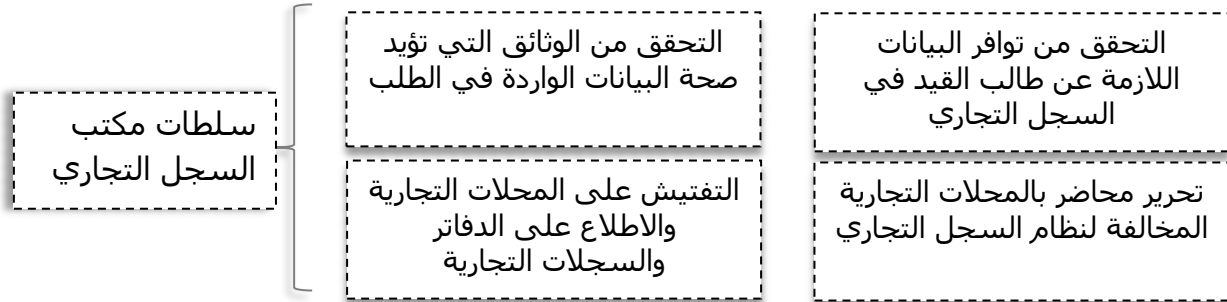 سلطات مكتب
السجل التجاري
التحقق من توافر البيانات
اللازمة عن طالب القيد في
السجل التجاري
التحقق من الوثائق التي تؤيد
صحة البيانات الواردة في الطلب
تحرير محاضر بالمحلات التجارية
المخالفة لنظام السجل التجاري
التفتيش على المحلات التجارية
والاطلاع على الدفاتر
والسجلات التجارية